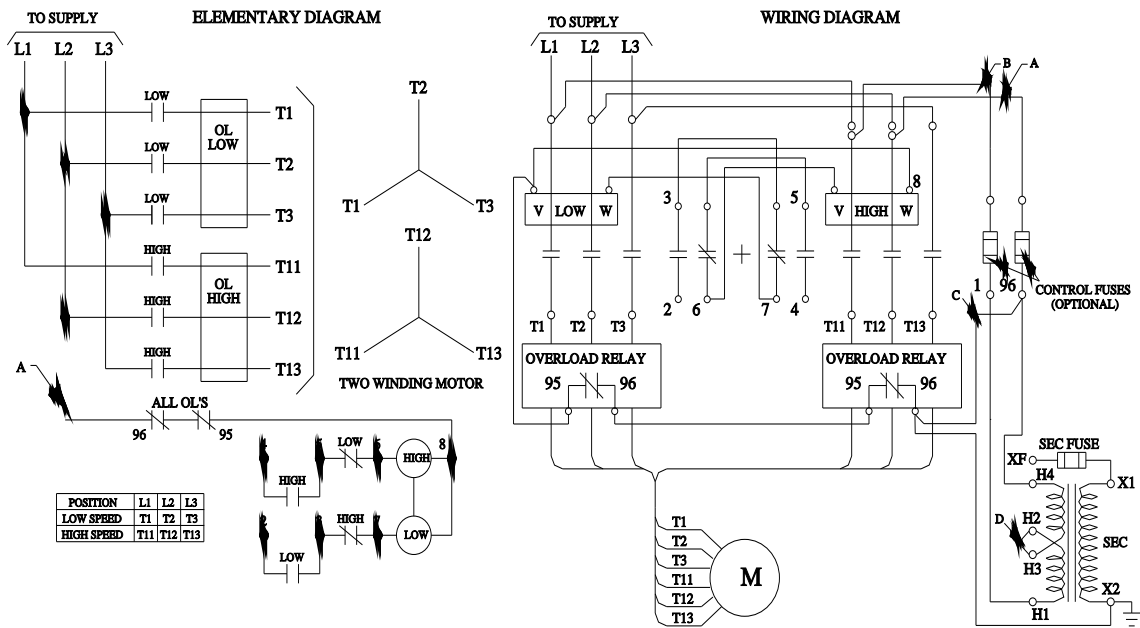 ELEMENTARY DIAGRAM
TO SUPPLY
L1 L2 L3
LOW
T1
OL
LOW
LOW
T2
LOW
T3
HIGH
T11
OL
HIGH
HIGH
T12
HIGH
T13
T2
T1 T3
T12
T11 T13
TWO WINDING MOTOR
A
ALL OL'S
96 95
LOW
8
HIGH
HIGH
HIGH
LOW
LOW
POSITION L1 L2 L3
LOW SPEED T1 T2 T3
HIGH SPEED T11 T12 T13
WIRING DIAGRAM
TO SUPPLY
L1 L2 L3
B A
3 5 8
V LOW W
V HIGH W
2 6 7 4
1 96
CONTROL FUSES
(OPTIONAL)
C
T1 T2 T3
T11 T12 T13
OVERLOAD RELAY
95 96
OVERLOAD RELAY
95 96
SEC FUSE
XF
H4 X1
D H2
SEC
H3
X2
H1
T1
T2
T3
T11
T12
T13
M